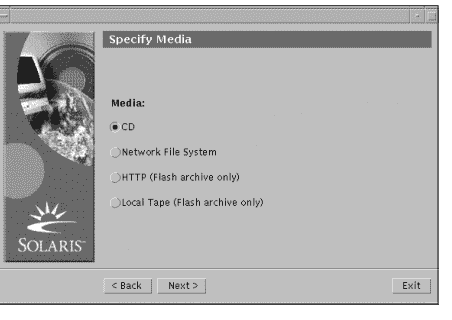 Specify Media
Media:
CD
Network File System
HTTP (Flash archive only)
Local Tape (Flash archive only)
SOLARIS™
< Back
Next >
Exit